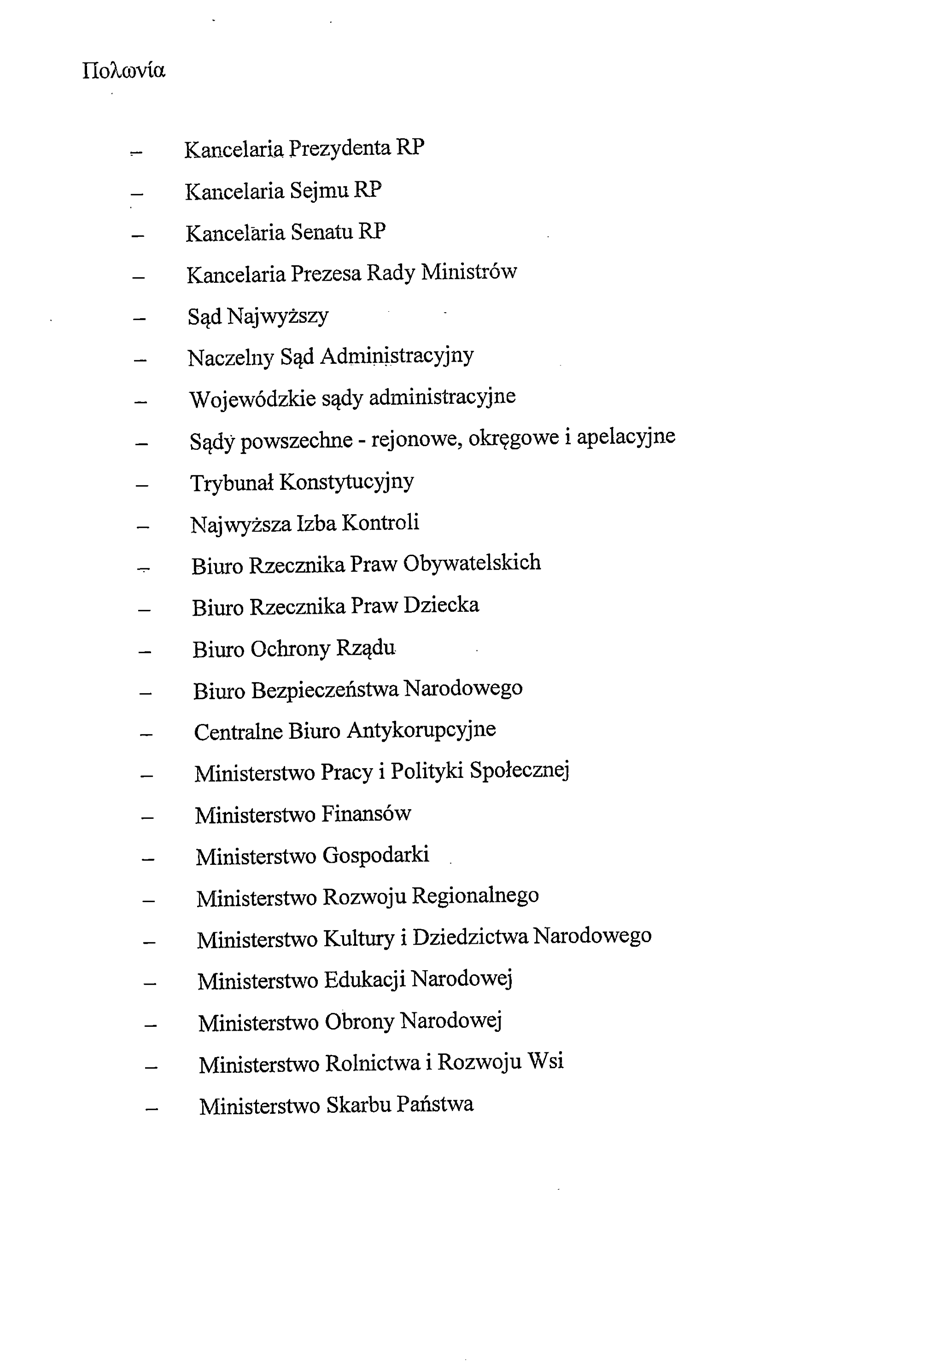 Πολωνία
– Kancelaria Prezydenta RP
– Kancelaria Sejmu RP
– Kancelaria Senatu RP
– Kancelaria Prezesa Rady Ministrów
– Sąd Najwyższy
– Naczelny Sąd Administracyjny
– Wojewódzkie sądy administracyjne
– Sądy powszechne - rejonowe, okręgowe i apelacyjne
– Trybunał Konstytucyjny
– Najwyższa Izba Kontroli
– Biuro Rzecznika Praw Obywatelskich
– Biuro Rzecznika Praw Dziecka
– Biuro Ochrony Rządu
– Biuro Bezpieczeństwa Narodowego
– Centralne Biuro Antykorupcyjne
– Ministerstwo Pracy i Polityki Społecznej
– Ministerstwo Finansów
– Ministerstwo Gospodarki
– Ministerstwo Rozwoju Regionalnego
– Ministerstwo Kultury i Dziedzictwa Narodowego
– Ministerstwo Edukacji Narodowej
– Ministerstwo Obrony Narodowej
– Ministerstwo Rolnictwa i Rozwoju Wsi
– Ministerstwo Skarbu Państwa